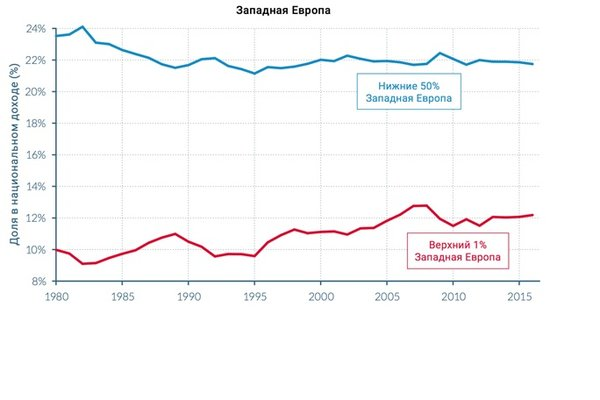 Западная Европа
Доля в национальном доходе (%)
24%
22%
20%
18%
16%
14%
12%
10%
8%
Нижние 50%
Западная Европа
Верхний 1%
Западная Европа
1980 1985 1990 1995 2000 2005 2010 2015